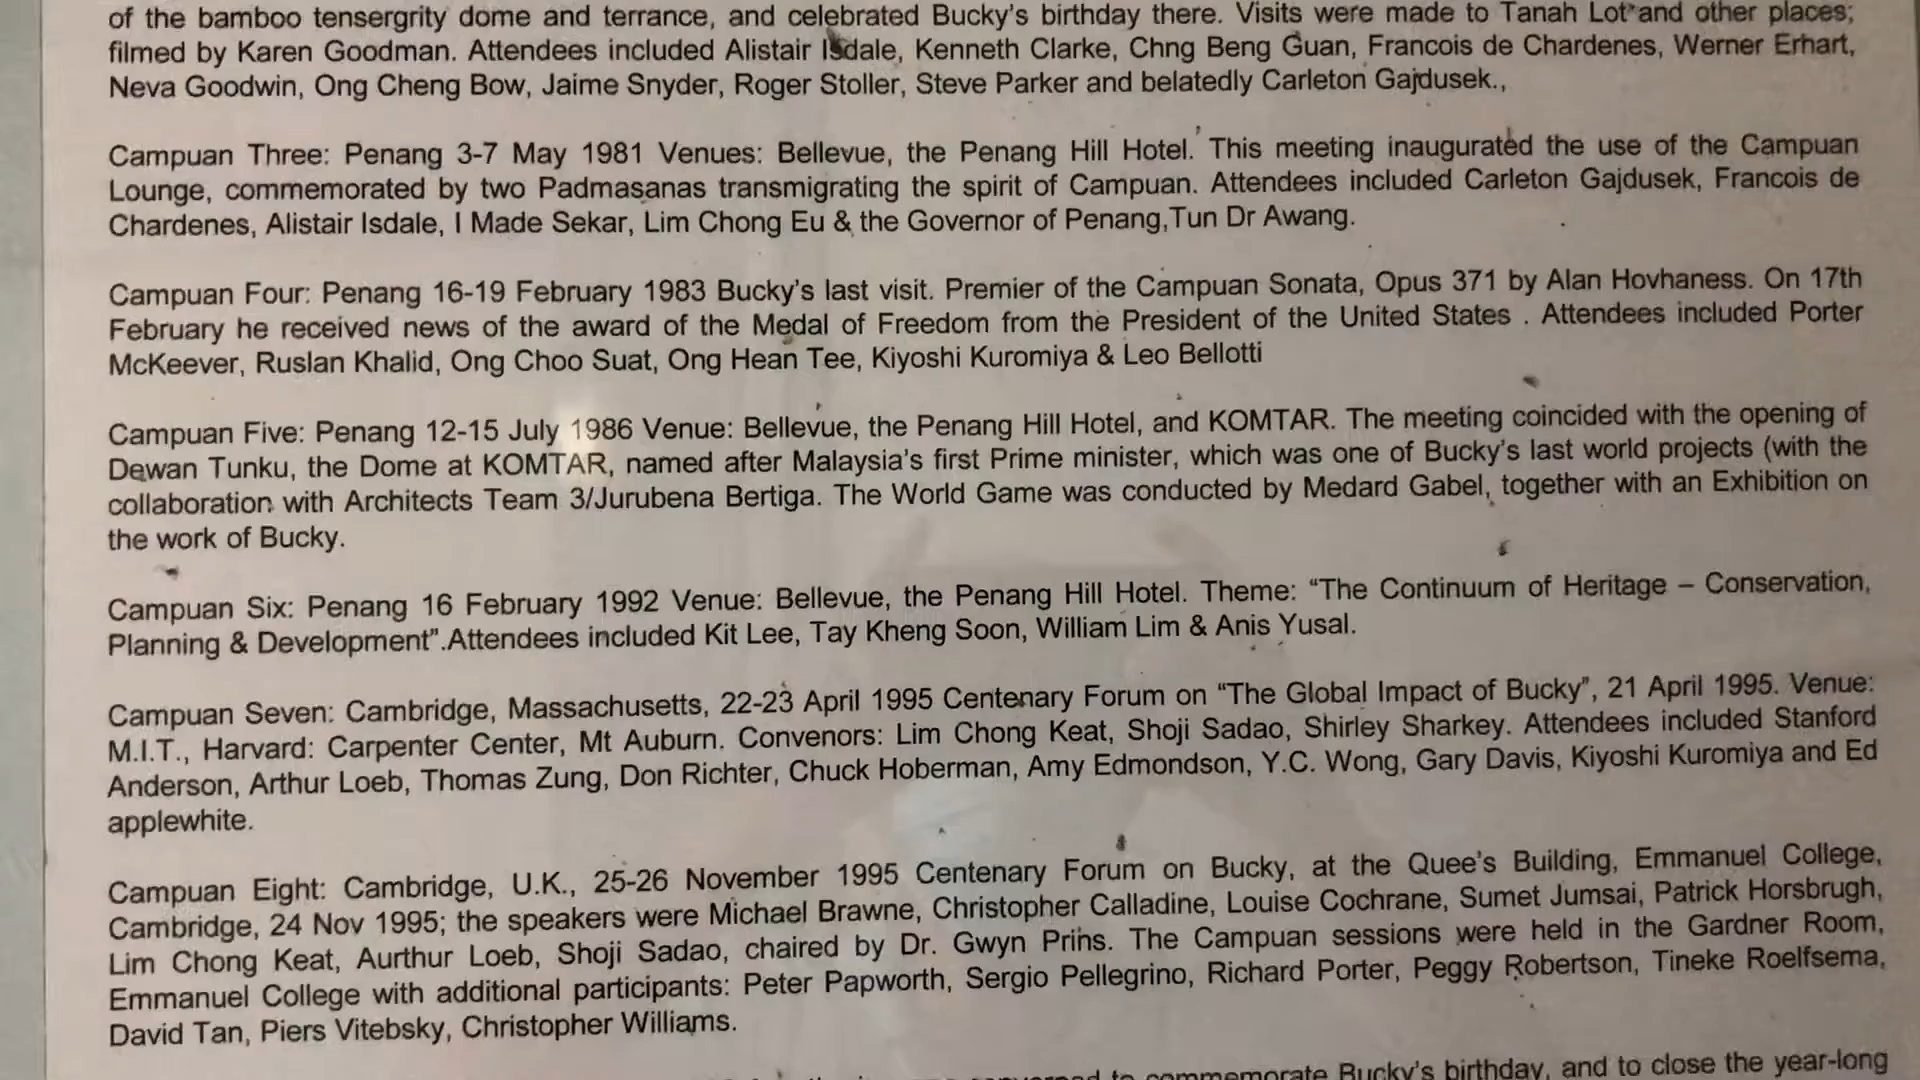 of the bamboo tensergrity dome and terrance, and celebrated Bucky's birthday there. Visits were made to Tanah Lot and other places;
filmed by Karen Goodman. Attendees included Alistair Isdale, Kenneth Clarke, Chng Beng Guan, Francois de Chardenes, Werner Erhart,
Neva Goodwin, Ong Cheng Bow, Jaime Snyder, Roger Stoller, Steve Parker and belatedly Carleton Gajdusek.,
Campuan Three: Penang 3-7 May 1981 Venues: Bellevue, the Penang Hill Hotel. This meeting inaugurated the use of the Campuan
Lounge, commemorated by two Padmasanas transmigrating the spirit of Campuan. Attendees included Carleton Gajdusek, Francois de
Chardenes, Alistair Isdale, I Made Sekar, Lim Chong Eu & the Governor of Penang,Tun Dr Awang.
Campuan Four: Penang 16-19 February 1983 Bucky's last visit. Premier of the Campuan Sonata, Opus 371 by Alan Hovhaness. On 17th
February he received news of the award of the Medal of Freedom from the President of the United States . Attendees included Porter
McKeever, Ruslan Khalid, Ong Choo Suat, Ong Hean Tee, Kiyoshi Kuromiya & Leo Bellotti
Campuan Five: Penang 12-15 July 1986 Venue: Bellevue, the Penang Hill Hotel, and KOMTAR. The meeting coincided with the opening of
Dewan Tunku, the Dome at KOMTAR, named after Malaysia's first Prime minister, which was one of Bucky's last world projects (with the
collaboration with Architects Team 3/Jurubena Bertiga. The World Game was conducted by Medard Gabel, together with an Exhibition on
the work of Bucky.
Campuan Six: Penang 16 February 1992 Venue: Bellevue, the Penang Hill Hotel. Theme: “The Continuum of Heritage – Conservation,
Planning & Development”.Attendees included Kit Lee, Tay Kheng Soon, William Lim & Anis Yusal.
Campuan Seven: Cambridge, Massachusetts, 22-23 April 1995 Centenary Forum on “The Global Impact of Bucky”, 21 April 1995. Venue:
M.I.T., Harvard: Carpenter Center, Mt Auburn. Convenors: Lim Chong Keat, Shoji Sadao, Shirley Sharkey. Attendees included Stanford
Anderson, Arthur Loeb, Thomas Zung, Don Richter, Chuck Hoberman, Amy Edmondson, Y.C. Wong, Gary Davis, Kiyoshi Kuromiya and Ed
applewhite.
Campuan Eight: Cambridge, U.K., 25-26 November 1995 Centenary Forum on Bucky, at the Quee's Building, Emmanuel College,
Cambridge, 24 Nov 1995; the speakers were Michael Brawne, Christopher Calladine, Louise Cochrane, Sumet Jumsai, Patrick Horsbrugh,
Lim Chong Keat, Aurthur Loeb, Shoji Sadao, chaired by Dr. Gwyn Prins. The Campuan sessions were held in the Gardner Room,
Emmanuel College with additional participants: Peter Papworth, Sergio Pellegrino, Richard Porter, Peggy Robertson, Tineke Roelfsema,
David Tan, Piers Vitebsky, Christopher Williams.
to commemorate Bucky's birthday, and to close the year-long